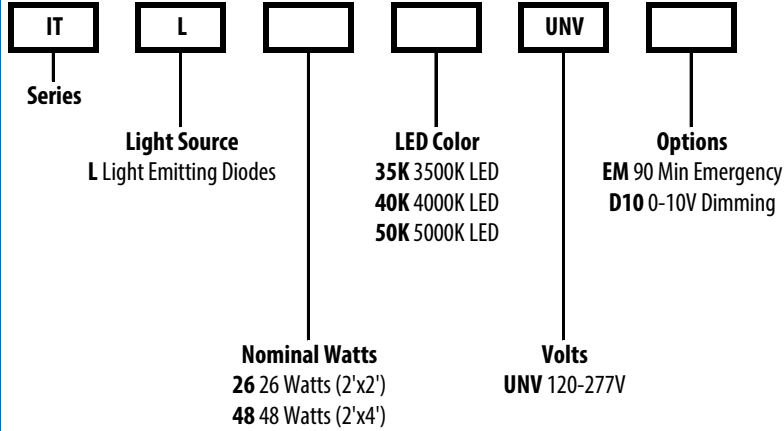 IT
L
UNV
Series
Light Source
L Light Emitting Diodes
LED Color
35K 3500K LED
40K 4000K LED
50K 5000K LED
Options
EM 90 Min Emergency
D10 0-10V Dimming
Nominal Watts
26 26 Watts (2'x2')
48 48 Watts (2'x4')
Volts
UNV 120-277V